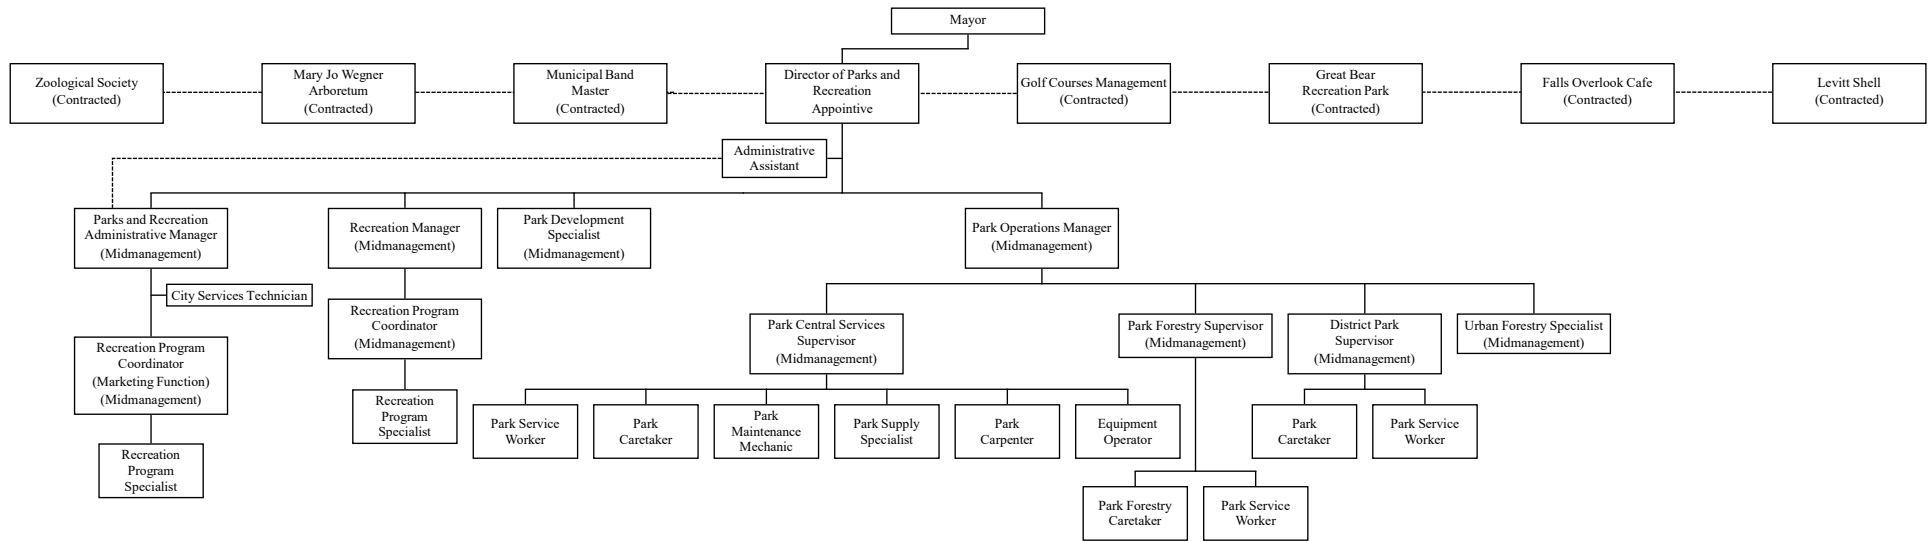 Mayor
Zoological Society
(Contracted)
Mary Jo Wegner
Arboretum
(Contracted)
Municipal Band
Master
(Contracted)
Director of Parks and
Recreation
Appointive
Golf Courses Management
(Contracted)
Great Bear
Recreation Park
(Contracted)
Falls Overlook Cafe
(Contracted)
Levitt Shell
(Contracted)
Administrative
Assistant
Parks and Recreation
Administrative Manager
(Midmanagement)
Recreation Manager
(Midmanagement)
Park Development
Specialist
(Midmanagement)
Park Operations Manager
(Midmanagement)
City Services Technician
Recreation Program
Coordinator
(Midmanagement)
Park Central Services
Supervisor
(Midmanagement)
Park Forestry Supervisor
(Midmanagement)
District Park
Supervisor
(Midmanagement)
Urban Forestry Specialist
(Midmanagement)
Recreation Program
Coordinator
(Marketing Function)
(Midmanagement)
Recreation
Program
Specialist
Park Service
Worker
Park
Caretaker
Park
Maintenance
Mechanic
Park Supply
Specialist
Park
Carpenter
Equipment
Operator
Park
Caretaker
Park Service
Worker
Recreation
Program
Specialist
Park Forestry
Caretaker
Park Service
Worker